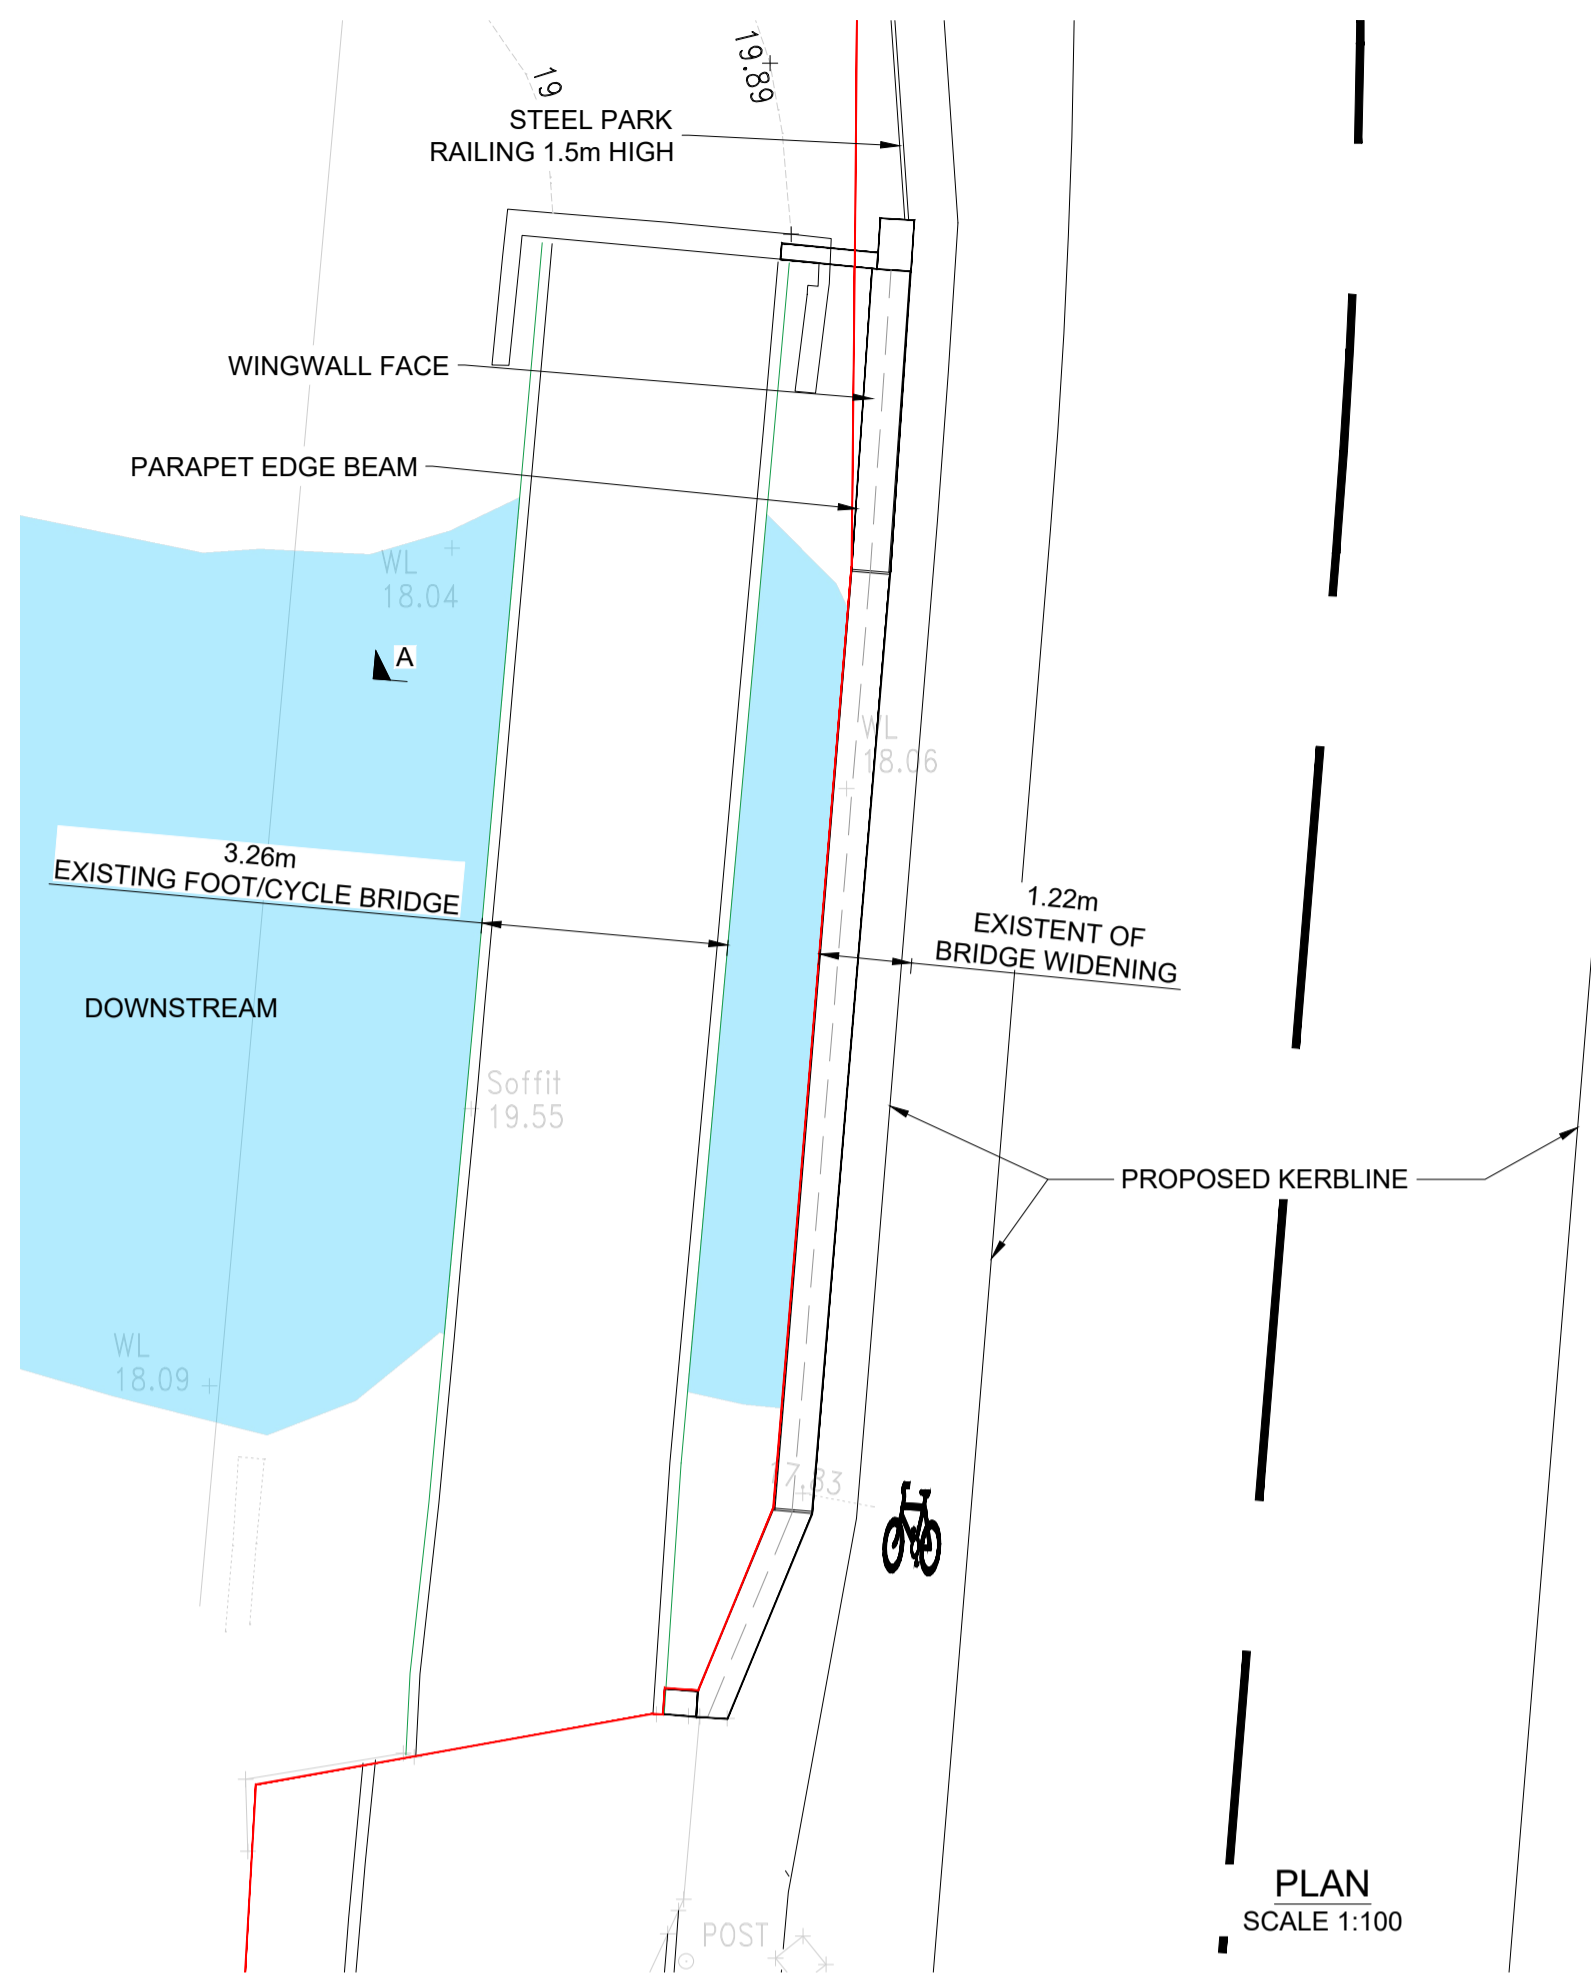 19.89
19
STEEL PARK
RAILING 1.5m HIGH
WINGWALL FACE
PARAPET EDGE BEAM
WL
18.04
A
WL
18.06
3.26m
EXISTING FOOT/CYCLE BRIDGE
1.22m
EXISTENT OF
BRIDGE WIDENING
DOWNSTREAM
Soffit
19.55
PROPOSED KERBLINE
WL
18.09
17.83
PLAN
SCALE 1:100
POST